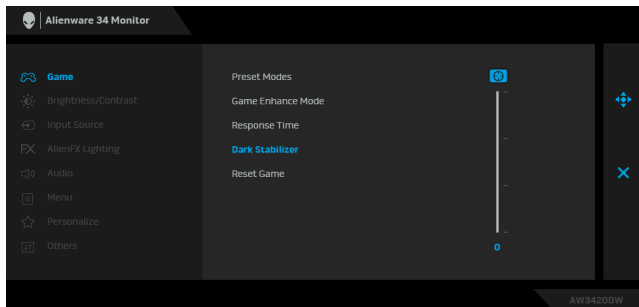 Alienware 34 Monitor
Game
Brightness/Contrast
Input Source
FX AlienFX Lighting
Audio
Menu
Personalize
Others
Preset Modes
Game Enhance Mode
Response Time
Dark Stabilizer
Reset Game
0
AW3420DW